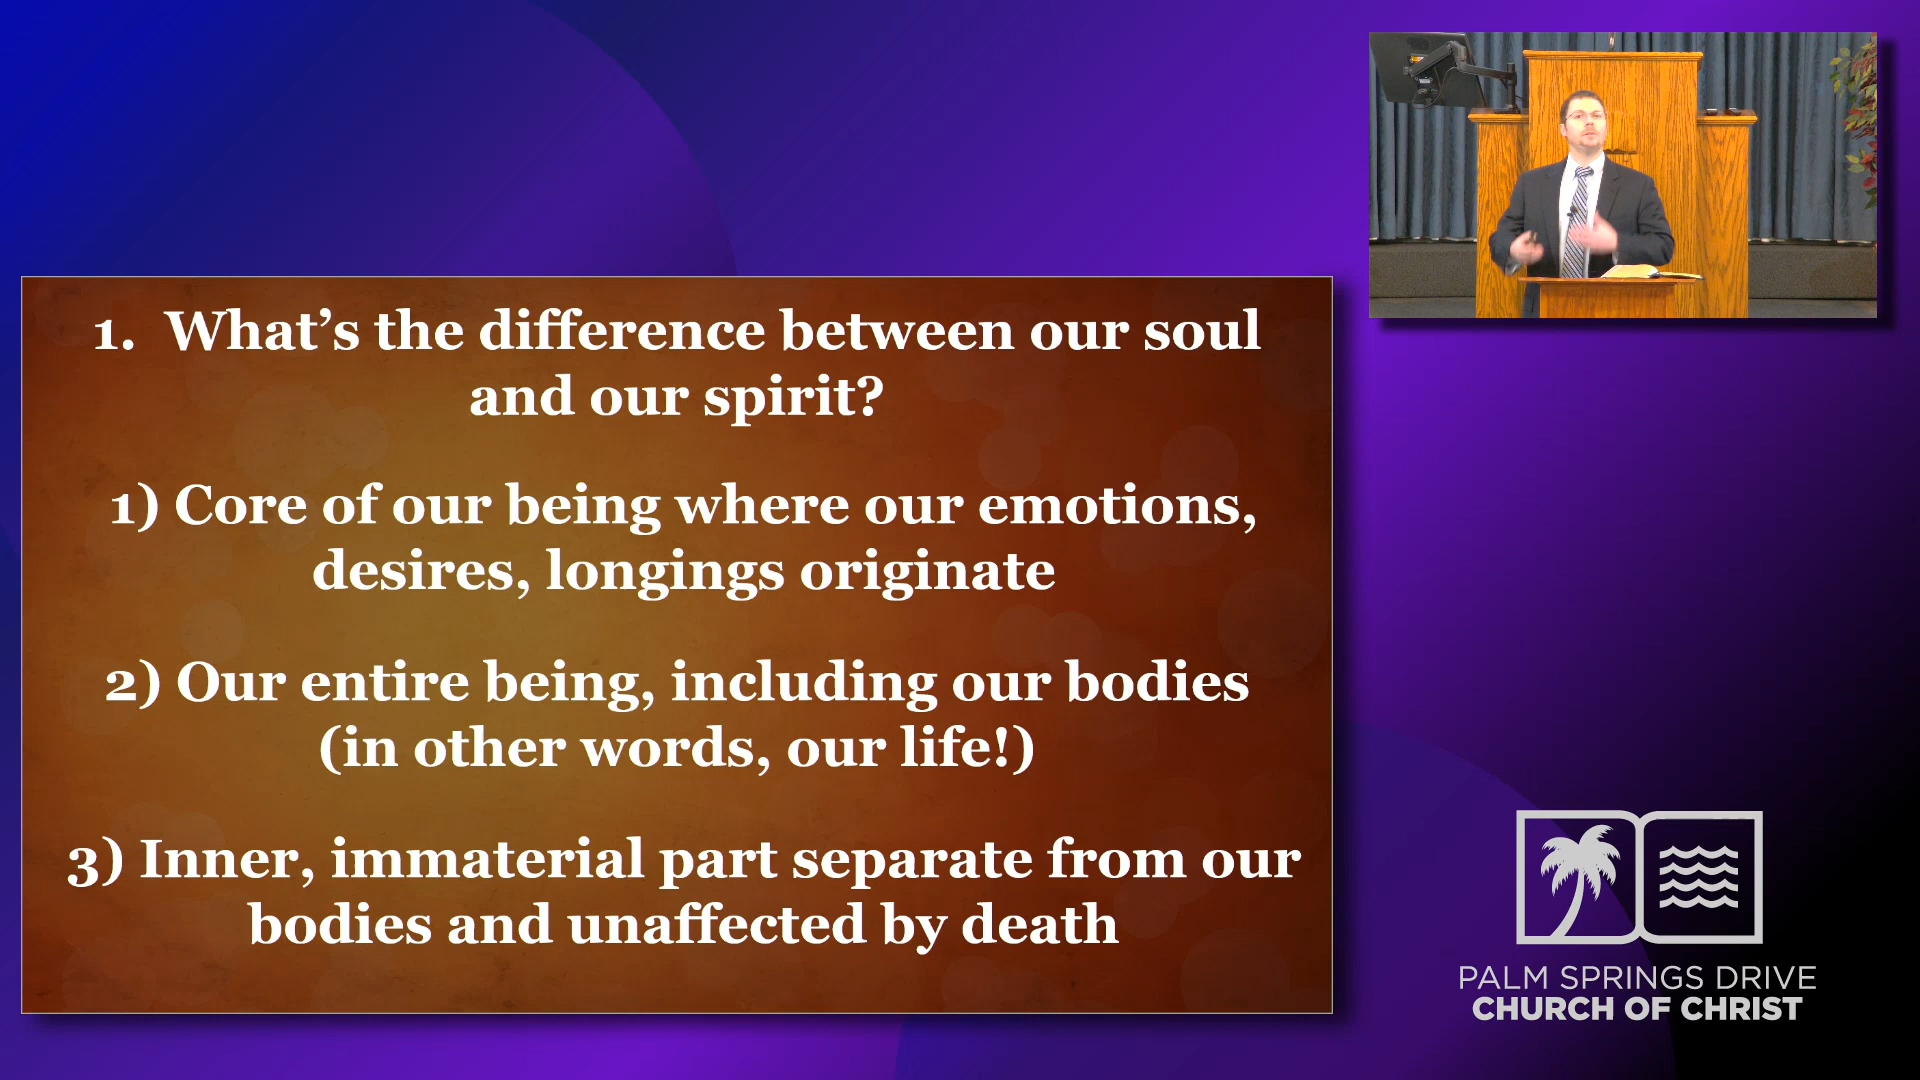 1. What’s the difference between our soul
and our spirit?
1) Core of our being where our emotions,
desires, longings originate
2) Our entire being, including our bodies
(in other words, our life!)
3) Inner, immaterial part separate from our
bodies and unaffected by death
PALM SPRINGS DRIVE
CHURCH OF CHRIST